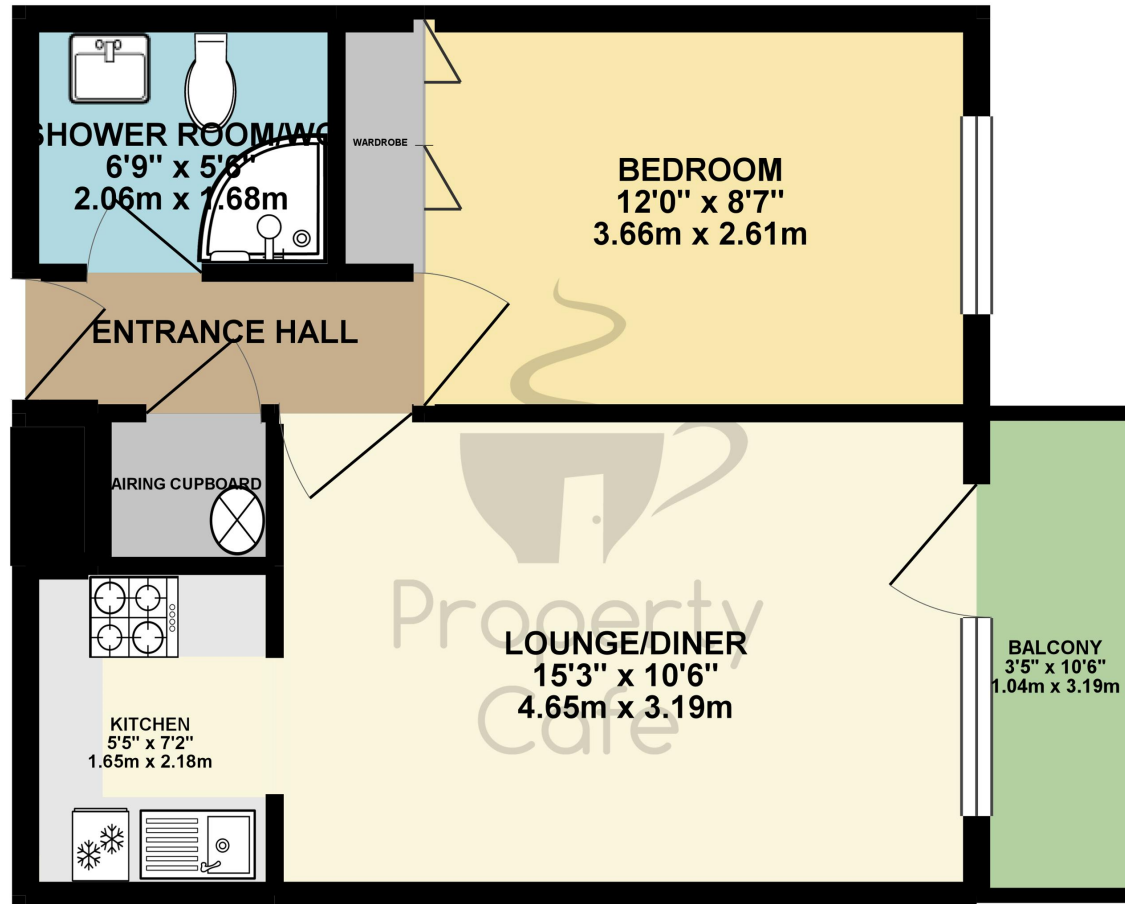 SHOWER ROOM/WC
6'9" x 5'6"
2.06m x 1.68m
WARDROBE
BEDROOM
12'0" x 8'7"
3.66m x 2.61m
ENTRANCE HALL
AIRING CUPBOARD
Property
Cafe
LOUNGE/DINER
15'3" x 10'6"
4.65m x 3.19m
BALCONY
3'5" x 10'6"
1.04m x 3.19m
KITCHEN
5'5" x 7'2"
1.65m x 2.18m